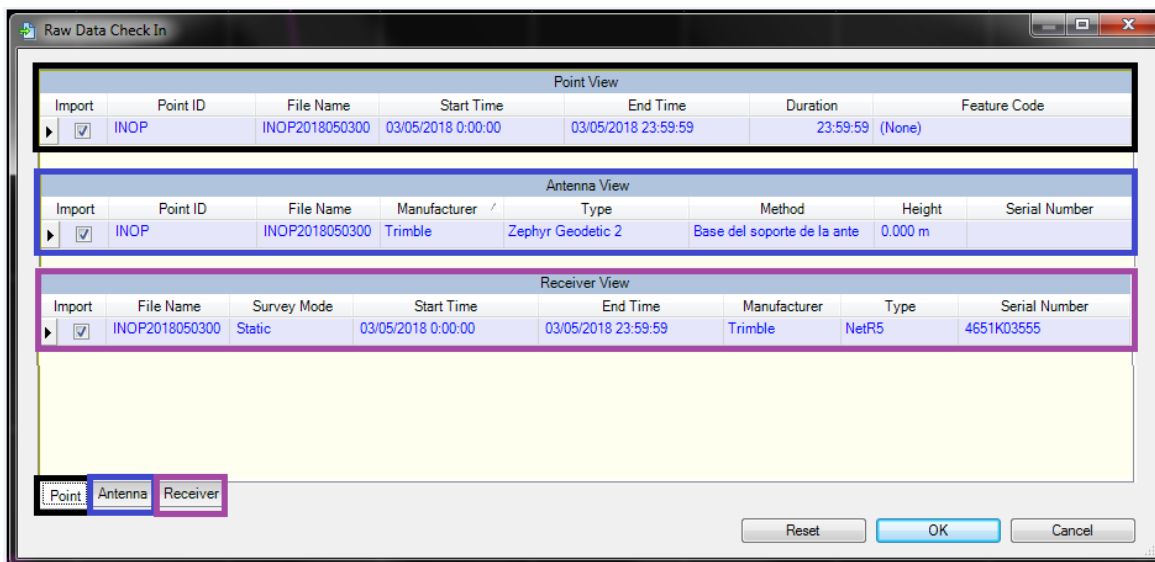 Raw Data Check In
Point View
Import Point ID File Name Start Time End Time Duration Feature Code
INOP INOP2018050300 03/05/2018 0:00:00 03/05/2018 23:59:59 23:59:59 (None)
Antenna View
Import Point ID File Name Manufacturer Type Method Height Serial Number
INOP INOP2018050300 Trimble Zephyr Geodetic 2 Base del soporte de la ante 0.000 m
Receiver View
Import File Name Survey Mode Start Time End Time Manufacturer Type Serial Number
INOP2018050300 Static 03/05/2018 0:00:00 03/05/2018 23:59:59 Trimble NetR5 4651K03555
Point Antenna Receiver
Reset OK Cancel